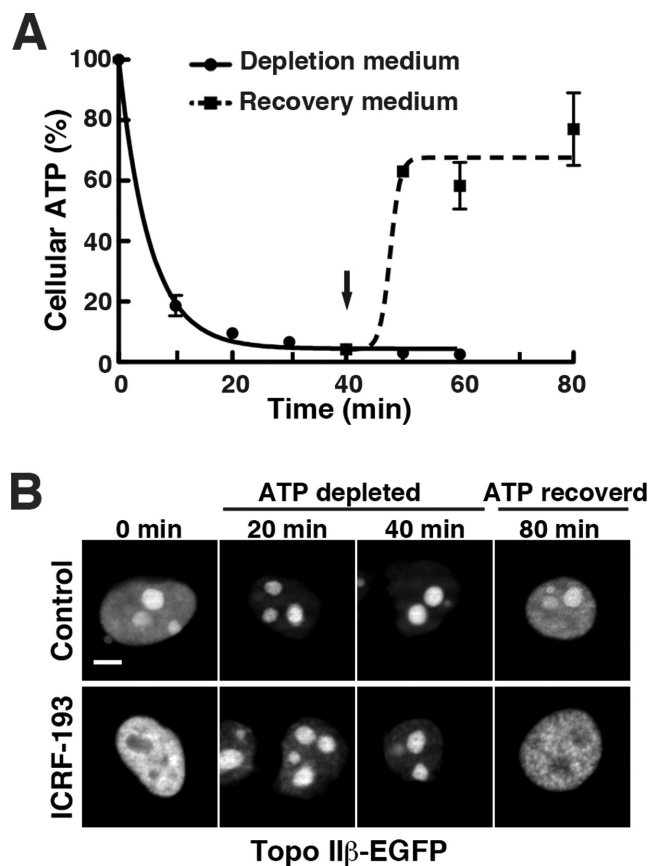 A
Cellular ATP (%)
100
80
60
40
20
0
Depletion medium
Recovery medium
0 20 40 60 80
Time (min)
B
ATP depleted ATP recoverd
0 min 20 min 40 min 80 min
Control
ICRF-193
Topo IIβ-EGFP